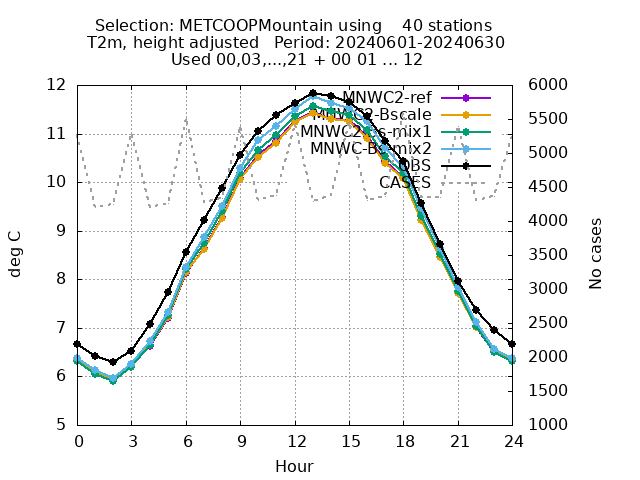 Selection: METCOOPMountain using 40 stations
T2m, height adjusted Period: 20240601-20240630
Used 00,03,...,21 + 00 01 ... 12
12
11
10
9
8
7
6
5
deg C
6000
5500
5000
4500
4000
3500
3000
2500
2000
1500
1000
No cases
MNWC2-ref
MNWC2-Bscale
MNWC2-Bs-mix1
MNWC-Bs-mix2
OBS
CASES
0 3 6 9 12 15 18 21 24
Hour